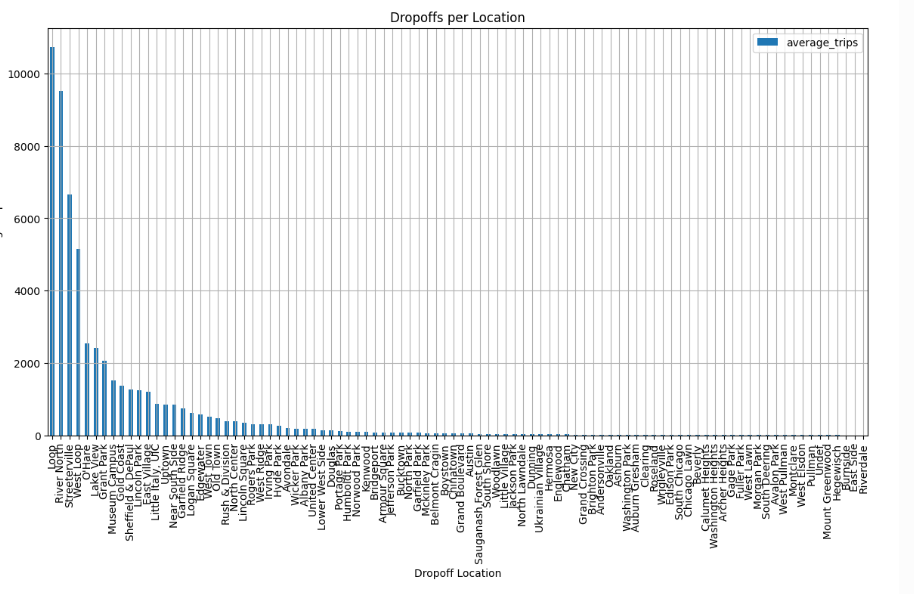 Dropoffs per Location
average_trips
10000
8000
6000
4000
2000
0
Loop
River North
Streeterville
West Loop
O'Hare
Lake View
Grant Park
Museum Campus
Gold Coast
Sheffield & DePaul
Lincoln Park
East Village
Little Italy, UIC
Uptown
Near South Side
Garfield Ridge
Logan Square
Edgewater
West Town
Old Town
Rush & Division
North Center
Lincoln Square
Rogers Park
West Ridge
Irving Park
Hyde Park
Avondale
Wicker Park
Albany Park
United Center
Lower West Side
Douglas
Portage Park
Humboldt Park
Norwood Park
Kenwood
Bridgeport
Armour Square
Jefferson Park
Bucktown
Garfield Park
Mckinley Park
Belmont Cragin
Boystown
Chinatown
Grand Boulevard
Austin
Sauganash,Forest Glen
South Shore
Woodlawn
Little Village
Jackson Park
North Lawndale
Dunning
Ukrainian Village
Hermosa
Englewood
Chatham
New City
Grand Crossing
Brighton Park
Andersonville
Oakland
Ashburn
Washington Park
Auburn Gresham
Clearing
Roseland
Wrigleyville
Edison Park
South Chicago
Chicago Lawn
Beverly
Calumet Heights
Washington Heights
Archer Heights
Gage Park
Fuller Park
West Lawn
Morgan Park
South Deering
Avalon Park
West Pullman
Montclare
West Elsdon
Pullman
Undef
Mount Greenwood
Hegewisch
Burnside
East Side
Riverdale
Dropoff Location